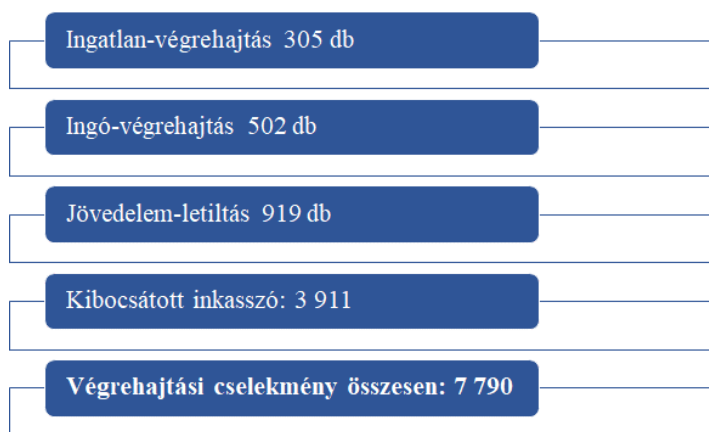 Ingatlan-végrehajtás 305 db
Ingó-végrehajtás 502 db
Jövedelem-letiltás 919 db
Kibocsátott inkasszó: 3 911
Végrehajtási cselekmény összesen: 7 790